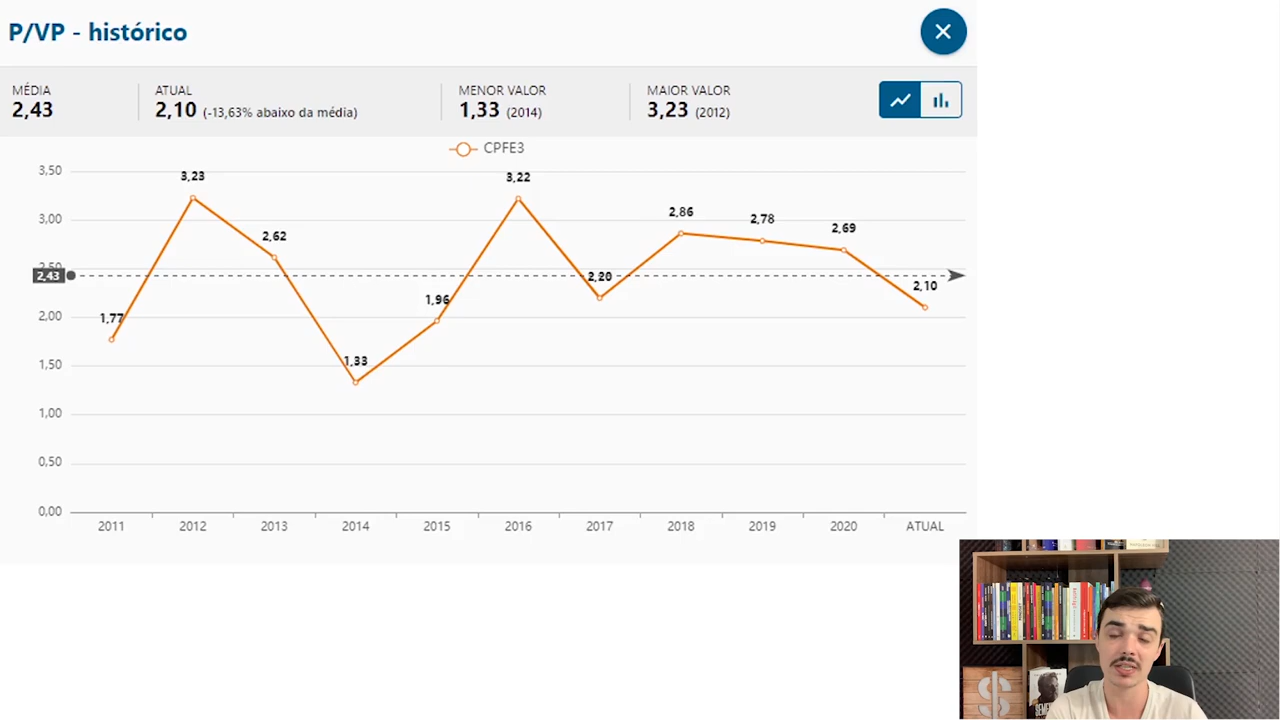 P/VP - histórico
MÉDIA
2,43
ATUAL
2,10 (-13,63% abaixo da média)
MENOR VALOR
1,33 (2014)
MAIOR VALOR
3,23 (2012)
CPFE3
3,50
3,00
2,50
2,43
2,00
1,50
1,00
0,50
0,00
1,77
3,23
2,62
1,33
1,96
3,22
2,20
2,86
2,78
2,69
2,10
2011 2012 2013 2014 2015 2016 2017 2018 2019 2020 ATUAL